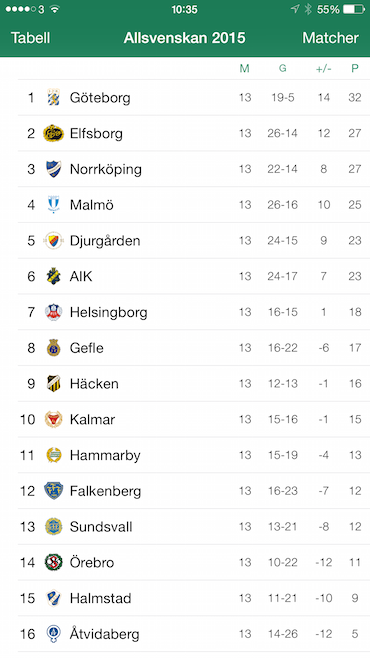 3 10:35 55%
Tabell Allsvenskan 2015 Matcher
M G +/- P
1 Göteborg 13 19-5 14 32
2 Elfsborg 13 26-14 12 27
3 Norrköping 13 22-14 8 27
4 Malmö 13 26-16 10 25
5 Djurgården 13 24-15 9 23
6 AIK 13 24-17 7 23
7 Helsingborg 13 16-15 1 18
8 Gefle 13 16-22 -6 17
9 Häcken 13 12-13 -1 16
10 Kalmar 13 15-16 -1 15
11 Hammarby 13 15-19 -4 13
12 Falkenberg 13 16-23 -7 12
13 Sundsvall 13 13-21 -8 12
14 Örebro 13 10-22 -12 11
15 Halmstad 13 11-21 -10 9
16 Åtvidaberg 13 14-26 -12 5